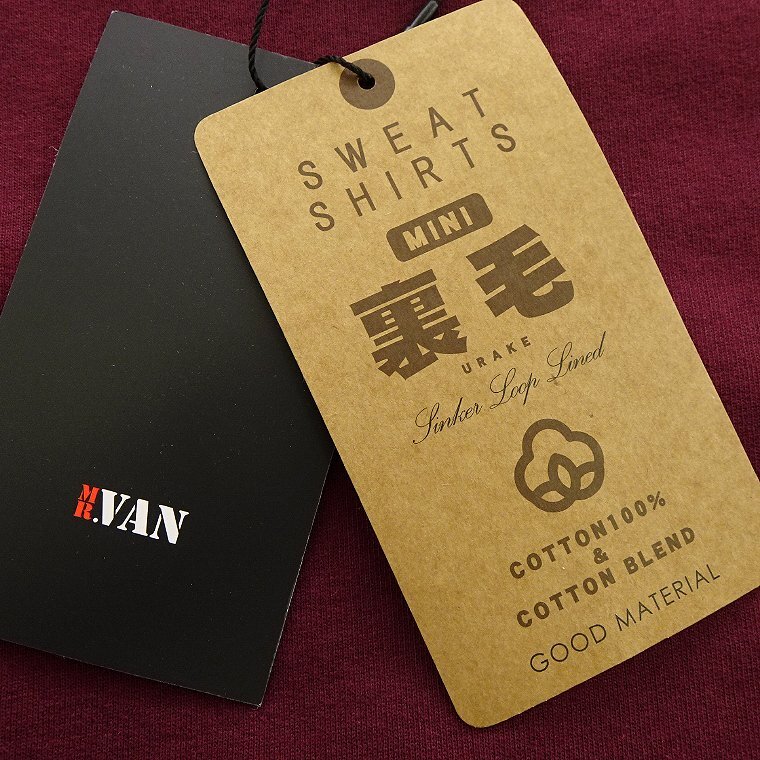 MR.VAN
SWEAT
SHIRTS
MINI
裏毛
URAKE
Sinker Loop Lined
COTTON100%
&
COTTON BLEND
GOOD MATERIAL